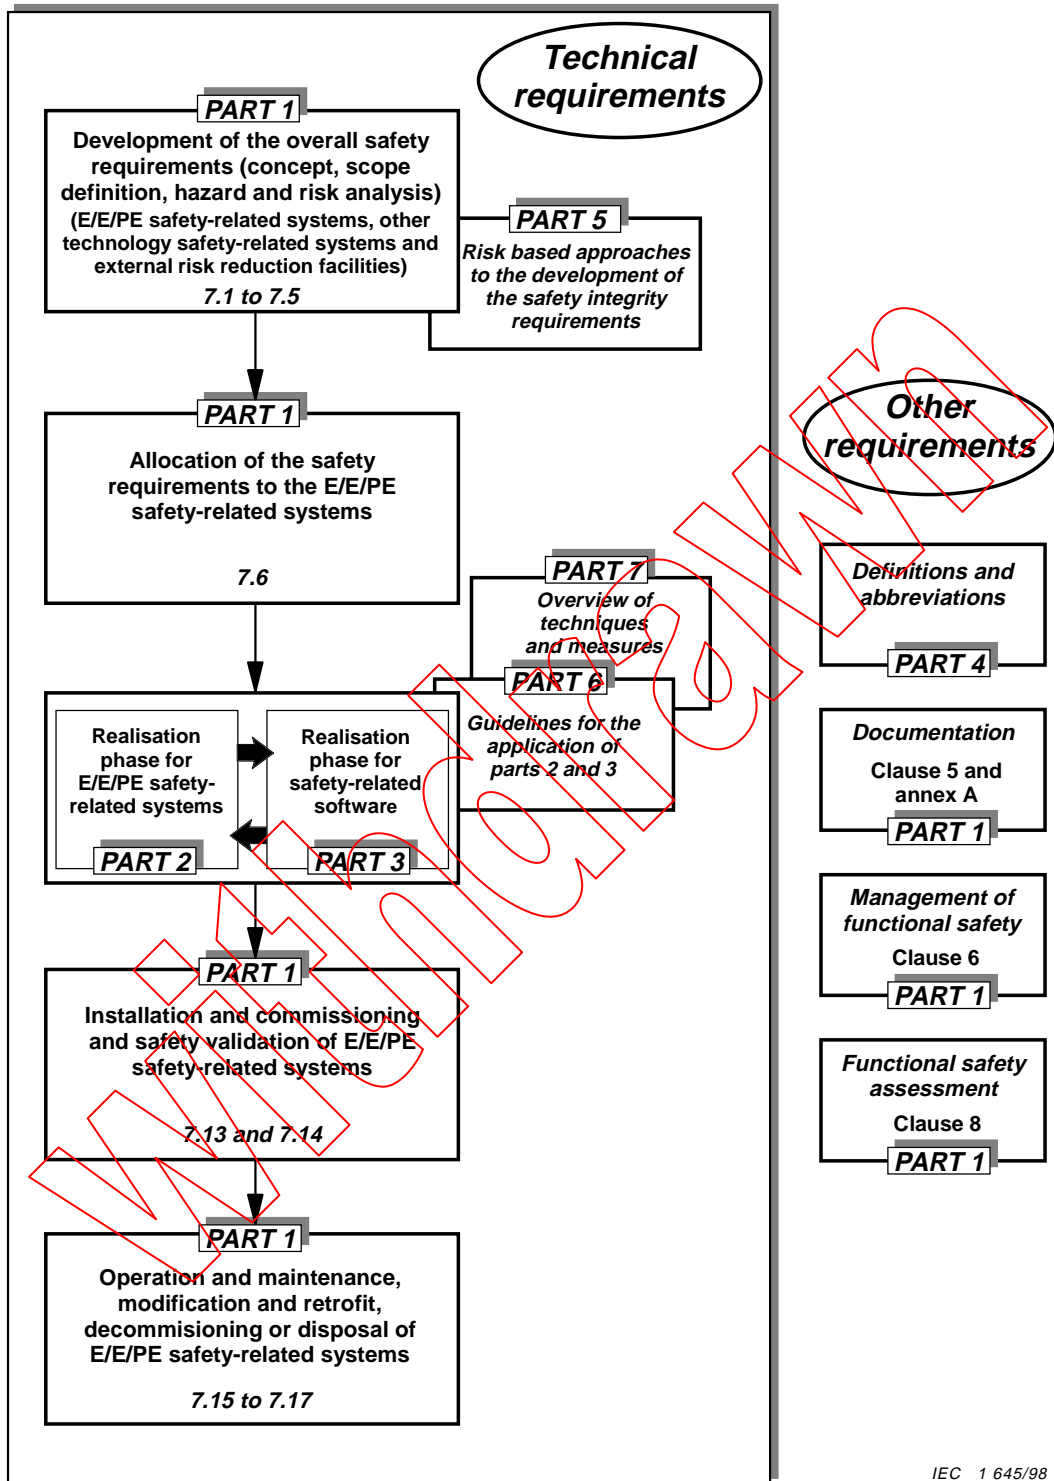 Technical
requirements
PART 1
Development of the overall safety
requirements (concept, scope
definition, hazard and risk analysis)
(E/E/PE safety-related systems, other
technology safety-related systems and
external risk reduction facilities)
7.1 to 7.5
PART 5
Risk based approaches
to the development of
the safety integrity
requirements
PART 1
Allocation of the safety
requirements to the E/E/PE
safety-related systems
7.6
PART 7
Overview of
techniques
and measures
PART 6
Guidelines for the
application of
parts 2 and 3
Realisation
phase for
E/E/PE safety-
related systems
PART 2
Realisation
phase for
safety-related
software
PART 3
PART 1
Installation and commissioning
and safety validation of E/E/PE
safety-related systems
7.13 and 7.14
PART 1
Operation and maintenance,
modification and retrofit,
decommisioning or disposal of
E/E/PE safety-related systems
7.15 to 7.17
Other
requirements
Definitions and
abbreviations
PART 4
Documentation
Clause 5 and
annex A
PART 1
Management of
functional safety
Clause 6
PART 1
Functional safety
assessment
Clause 8
PART 1
IEC 1 645/98
Withdrawn